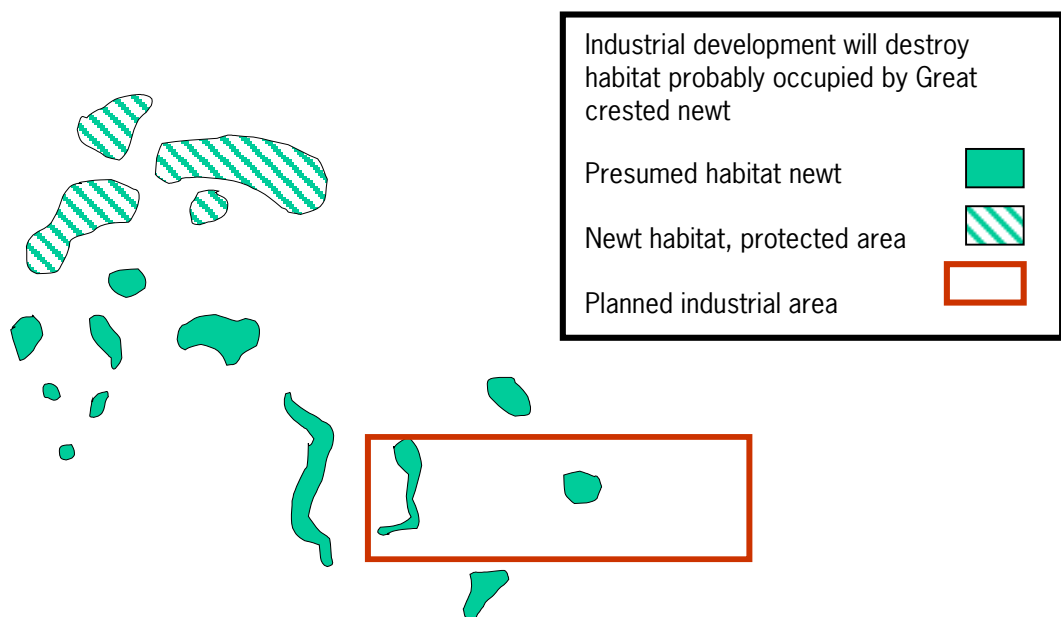 Industrial development will destroy
habitat probably occupied by Great
crested newt
Presumed habitat newt
Newt habitat, protected area
Planned industrial area